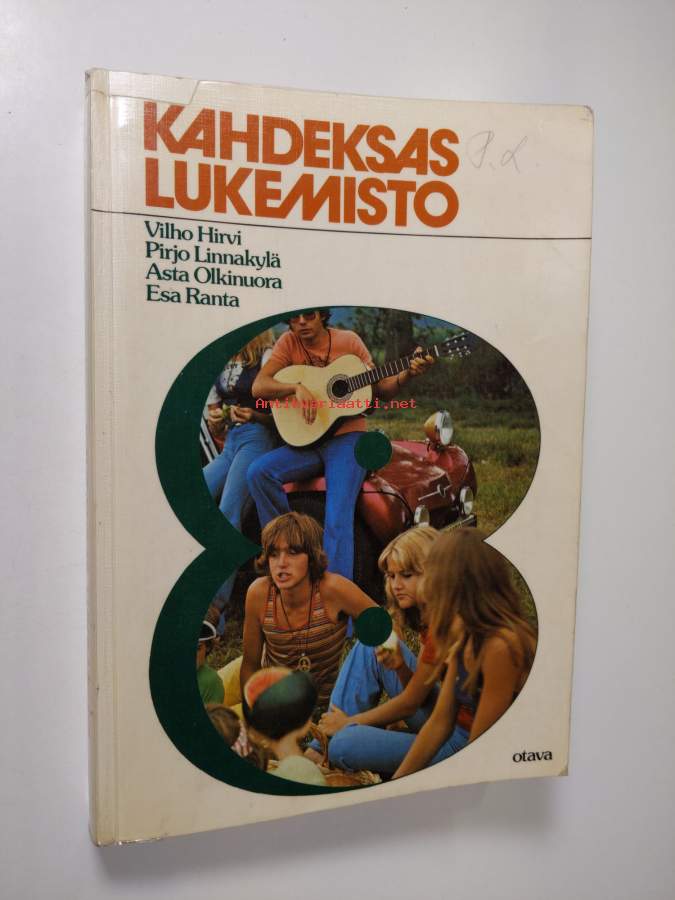 KAHDEKSAS
P. L.
LUKEMISTO
Vilho Hirvi
Pirjo Linnakylä
Asta Olkinuora
Esa Ranta
Antikvariaatti.net
otava